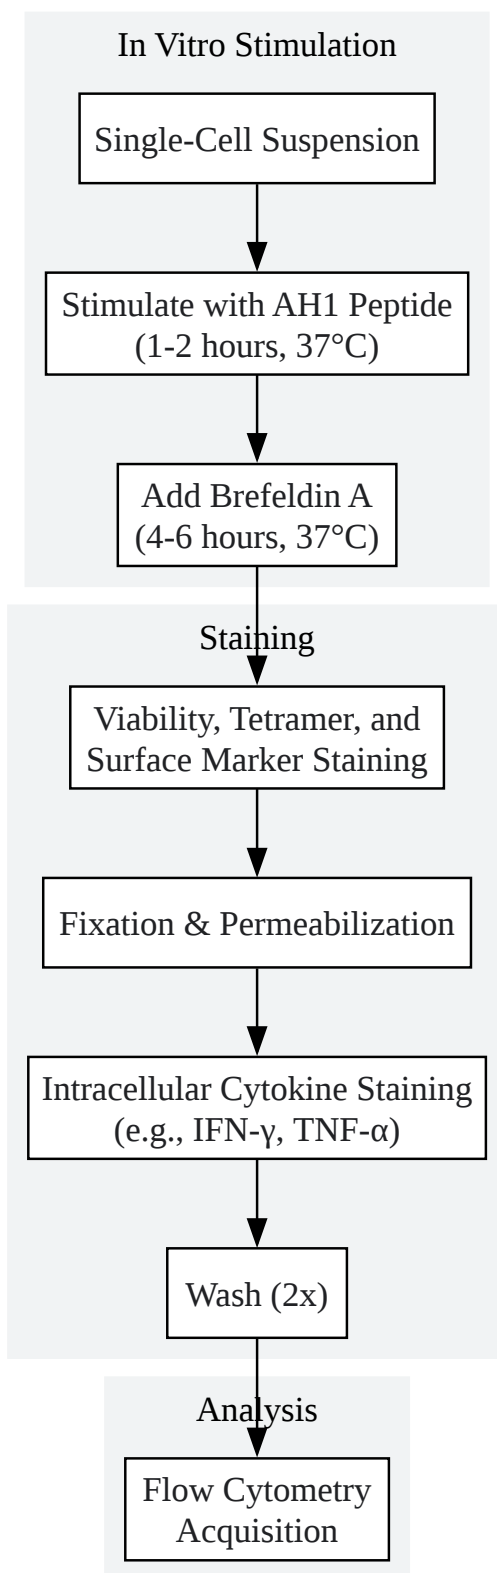 In Vitro Stimulation
Single-Cell Suspension
Stimulate with AH1 Peptide
(1-2 hours, 37°C)
Add Brefeldin A
(4-6 hours, 37°C)
Staining
Viability, Tetramer, and
Surface Marker Staining
Fixation & Permeabilization
Intracellular Cytokine Staining
(e.g., IFN-γ, TNF-α)
Wash (2x)
Analysis
Flow Cytometry
Acquisition